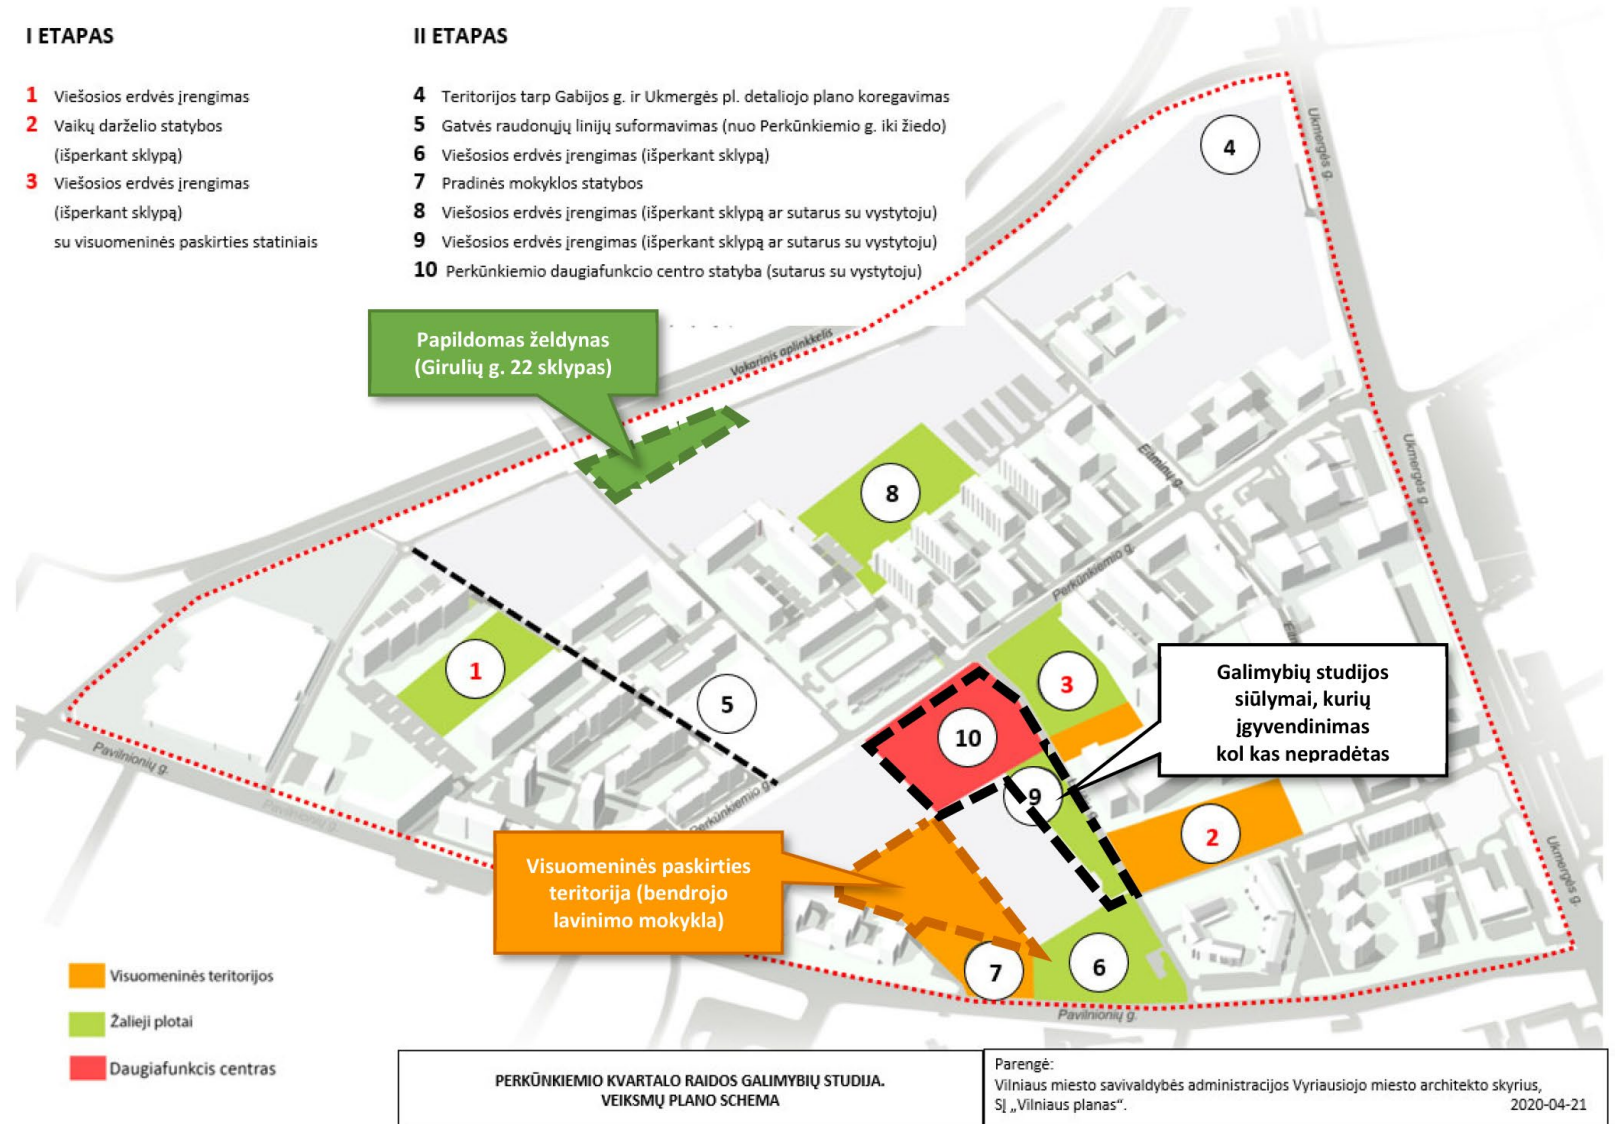 I ETAPAS
1 Viešosios erdvės įrengimas
2 Vaikų darželio statybos
(išperkant sklypą)
3 Viešosios erdvės įrengimas
(išperkant sklypą)
su visuomeninės paskirties statiniais
II ETAPAS
4 Teritorijos tarp Gabijos g. ir Ukmergės pl. detaliojo plano koregavimas
5 Gatvės raudonųjų linijų suformavimas (nuo Perkūnkiemio g. iki žiedo)
6 Viešosios erdvės įrengimas (išperkant sklypą)
7 Pradinės mokyklos statybos
8 Viešosios erdvės įrengimas (išperkant sklypą ar sutarus su vystytoju)
9 Viešosios erdvės įrengimas (išperkant sklypą ar sutarus su vystytoju)
10 Perkūnkiemio daugiafunkcio centro statyba (sutarus su vystytoju)
4
Ukmergės g.
Papildomas želdynas
(Girulių g. 22 sklypas)
Vakarinis aplinkkelis
8
Eitminų g.
Ukmergės g.
Perkūnkiemio g.
1
5
3
10
9
2
Galimybių studijos
siūlymai, kurių
įgyvendinimas
kol kas nepradėtas
Pavilnionių g.
Pavilnionių g.
Perkūnkiemio g.
Ukmergės g.
Visuomeninės paskirties
teritorija (bendrojo
lavinimo mokykla)
7
6
Pavilnionių g.
Visuomeninės teritorijos
Žalieji plotai
Daugiafunkcis centras
PERKŪNKIEMIO KVARTALO RAIDOS GALIMYBIŲ STUDIJA.
VEIKSMŲ PLANO SCHEMA
Parengė:
Vilniaus miesto savivaldybės administracijos Vyriausiojo miesto architekto skyrius,
SĮ „Vilniaus planas“.
2020-04-21